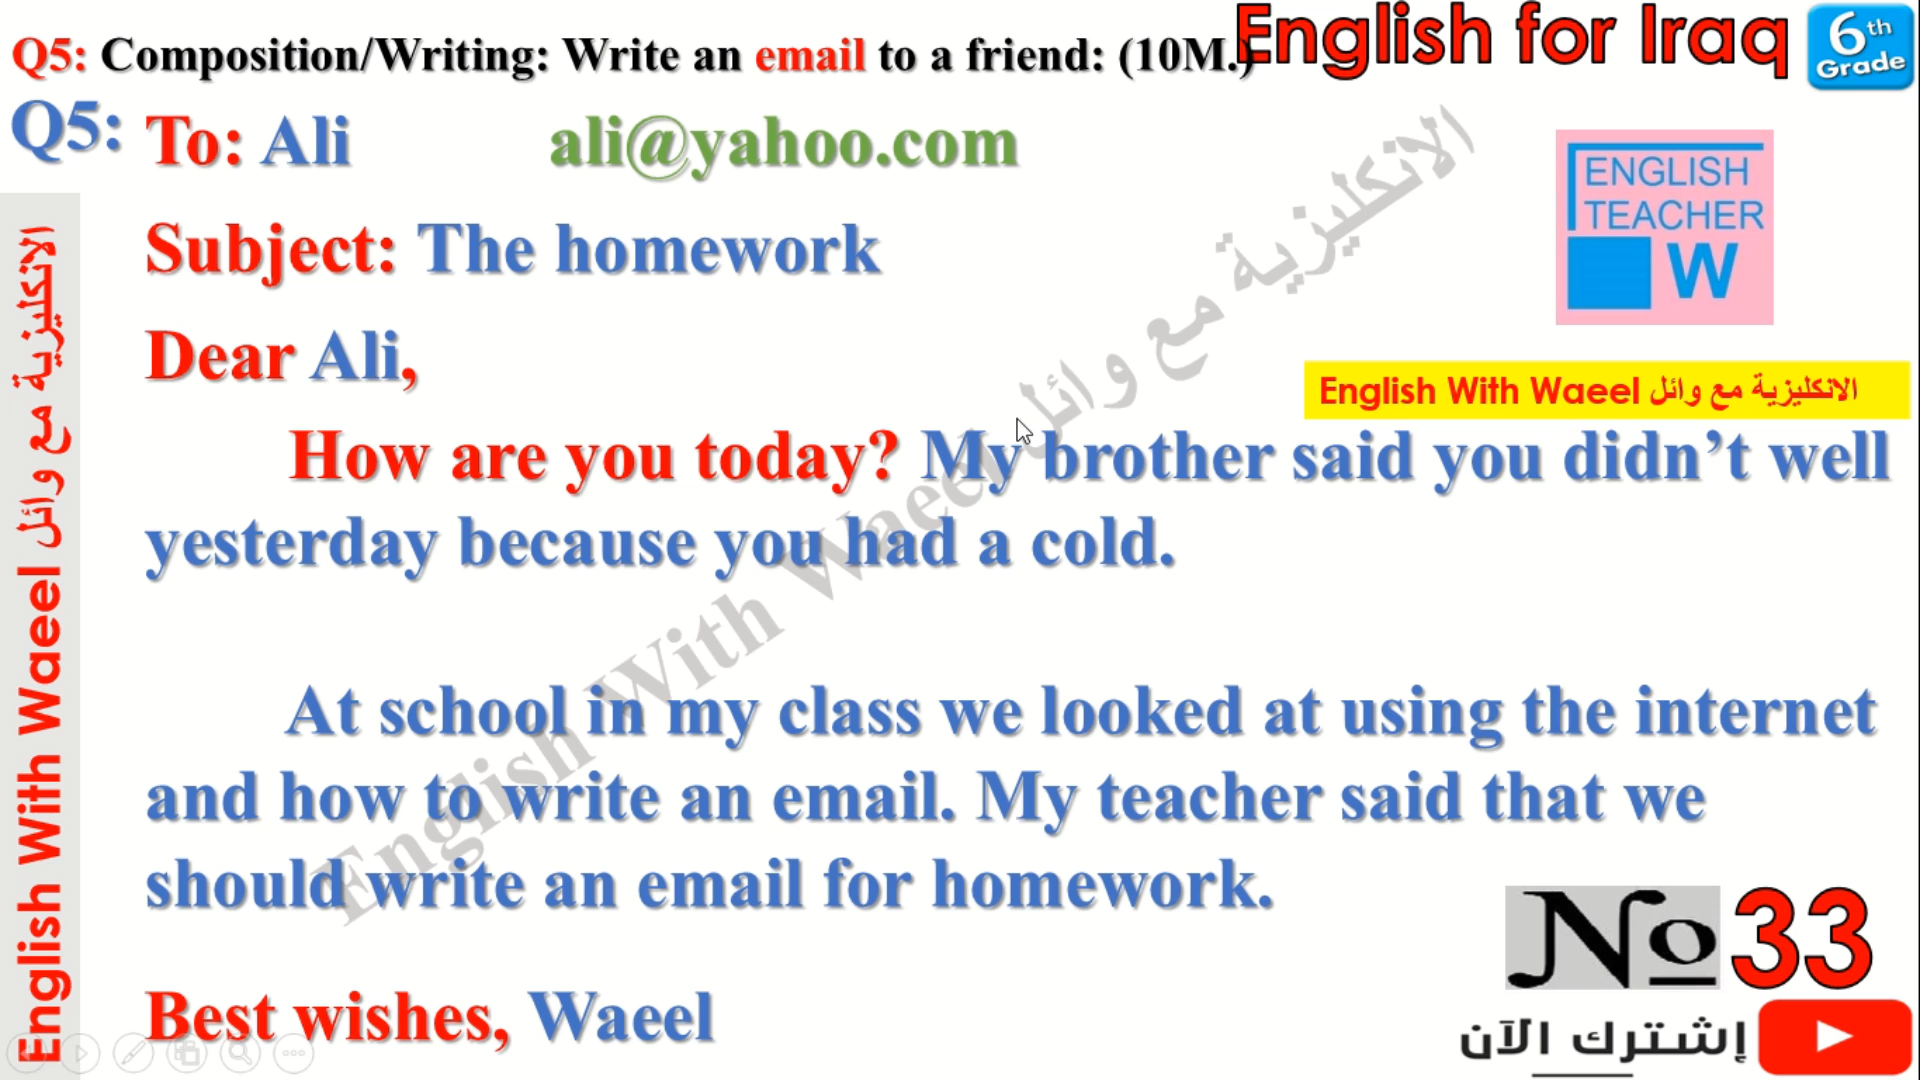 Q5: Composition/Writing: Write an email to a friend: (10M.)
English for Iraq
6th
Grade
Q5: To: Ali ali@yahoo.com
ENGLISH
TEACHER
W
Subject: The homework
Dear Ali,
English With Waeel الانكليزية مع وائل
How are you today? My brother said you didn’t well
yesterday because you had a cold.
At school in my class we looked at using the internet
and how to write an email. My teacher said that we
should write an email for homework.
Best wishes, Waeel
No 33
إشترك الآن
English With Waeel الانكليزية مع وائل
English With Waeel الانكليزية مع وائل